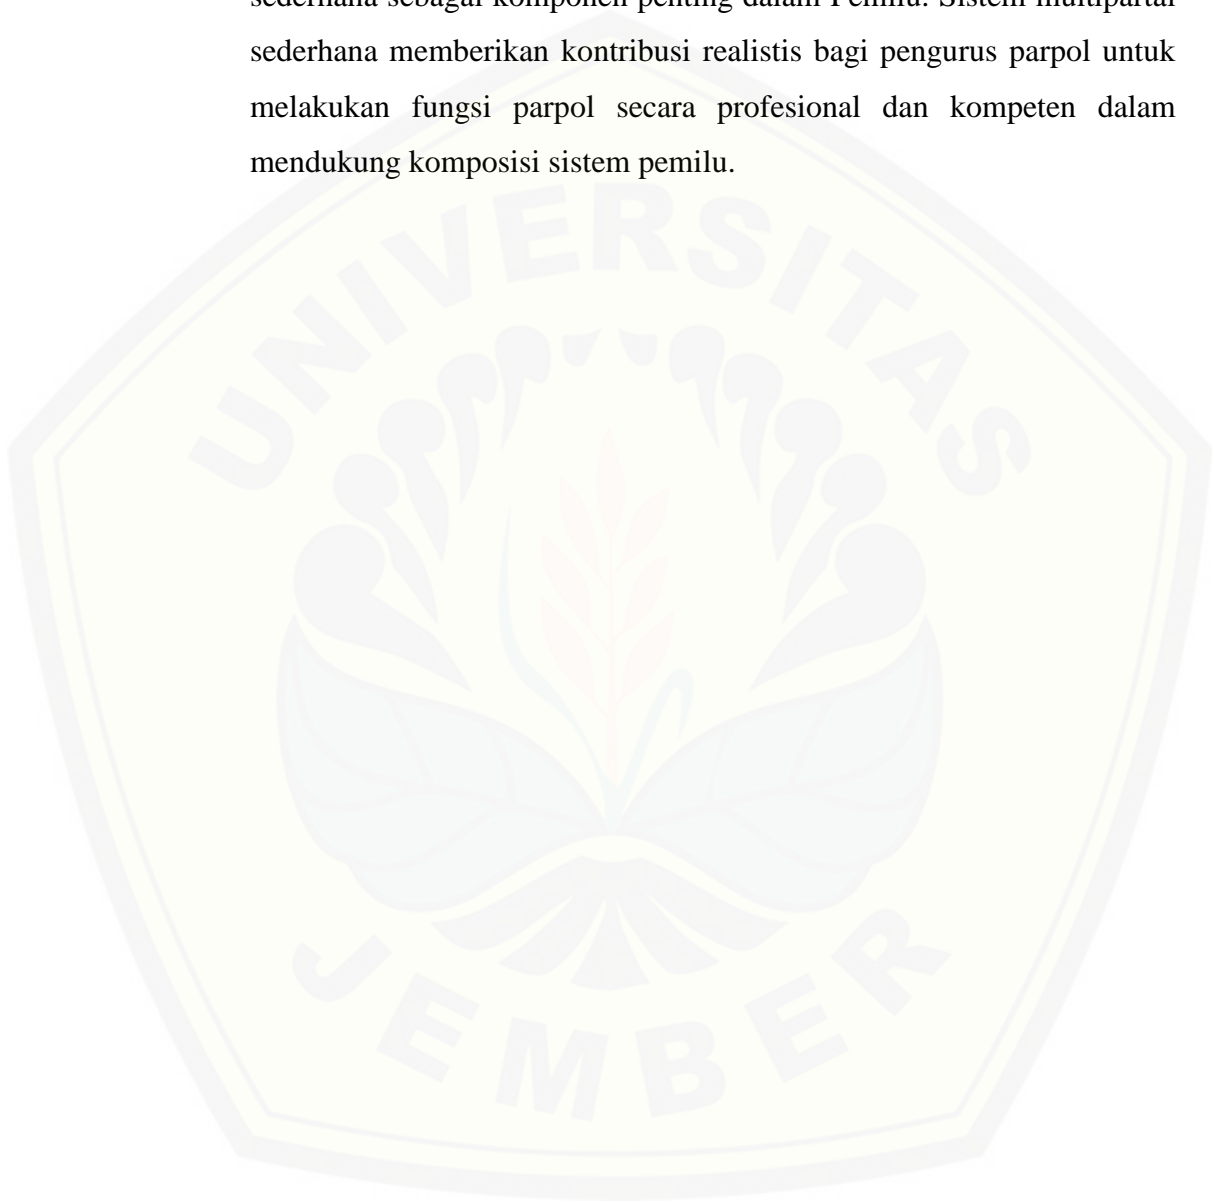 sederhana sebagai komponen penting dalam Pemilu. Sistem multipartai
sederhana memberikan kontribusi realistis bagi pengurus parpol untuk
melakukan fungsi parpol secara profesional dan kompeten dalam
mendukung komposisi sistem pemilu.
UNIVERSITAS
JEMBER